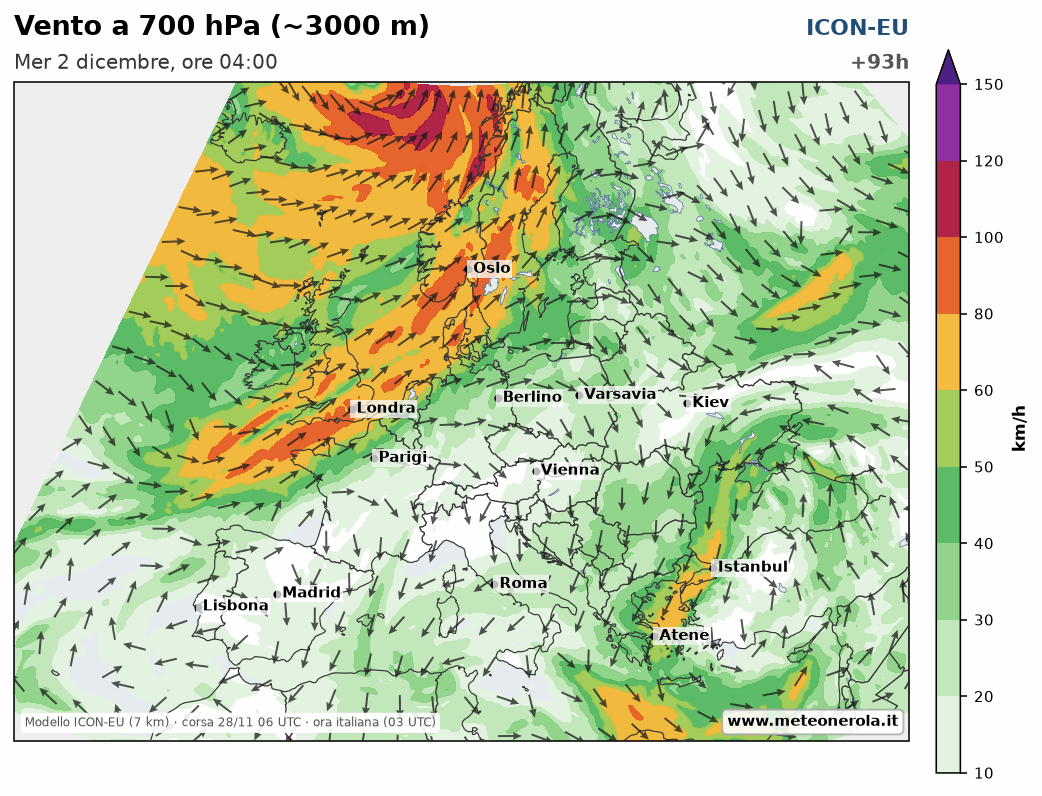 Vento a 700 hPa (~3000 m)
ICON-EU
Mer 2 dicembre, ore 04:00
+93h
150
120
100
80
60
50
40
30
20
10
km/h
Oslo
Berlino
Varsavia
Kiev
Londra
Parigi
Vienna
Istanbul
Roma
Madrid
Lisbona
Atene
Modello ICON-EU (7 km) · corsa 28/11 06 UTC · ora italiana (03 UTC)
www.meteonerola.it